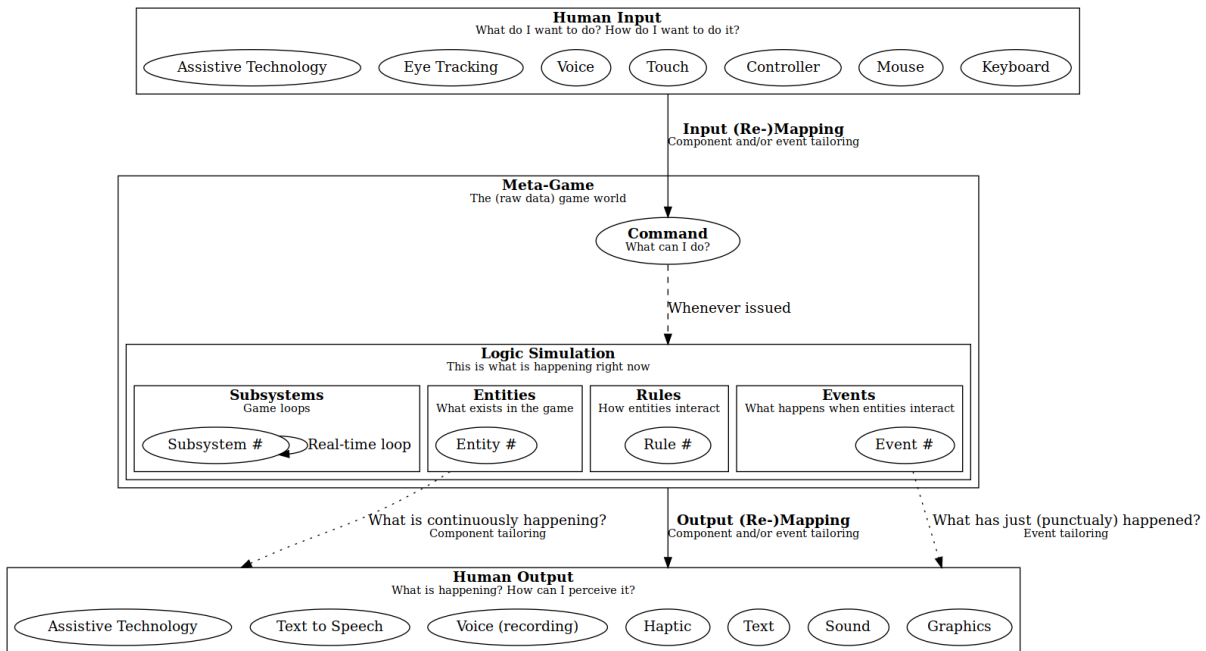 Human Input
What do I want to do? How do I want to do it?
Assistive Technology
Eye Tracking
Voice
Touch
Controller
Mouse
Keyboard
Input (Re-)Mapping
Component and/or event tailoring
Meta-Game
The (raw data) game world
Command
What can I do?
Whenever issued
Logic Simulation
This is what is happening right now
Subsystems
Game loops
Subsystem #
Real-time loop
Entities
What exists in the game
Entity #
Rules
How entities interact
Rule #
Events
What happens when entities interact
Event #
What is continuously happening?
Component tailoring
Output (Re-)Mapping
Component and/or event tailoring
What has just (punctualy) happened?
Event tailoring
Human Output
What is happening? How can I perceive it?
Assistive Technology
Text to Speech
Voice (recording)
Haptic
Text
Sound
Graphics